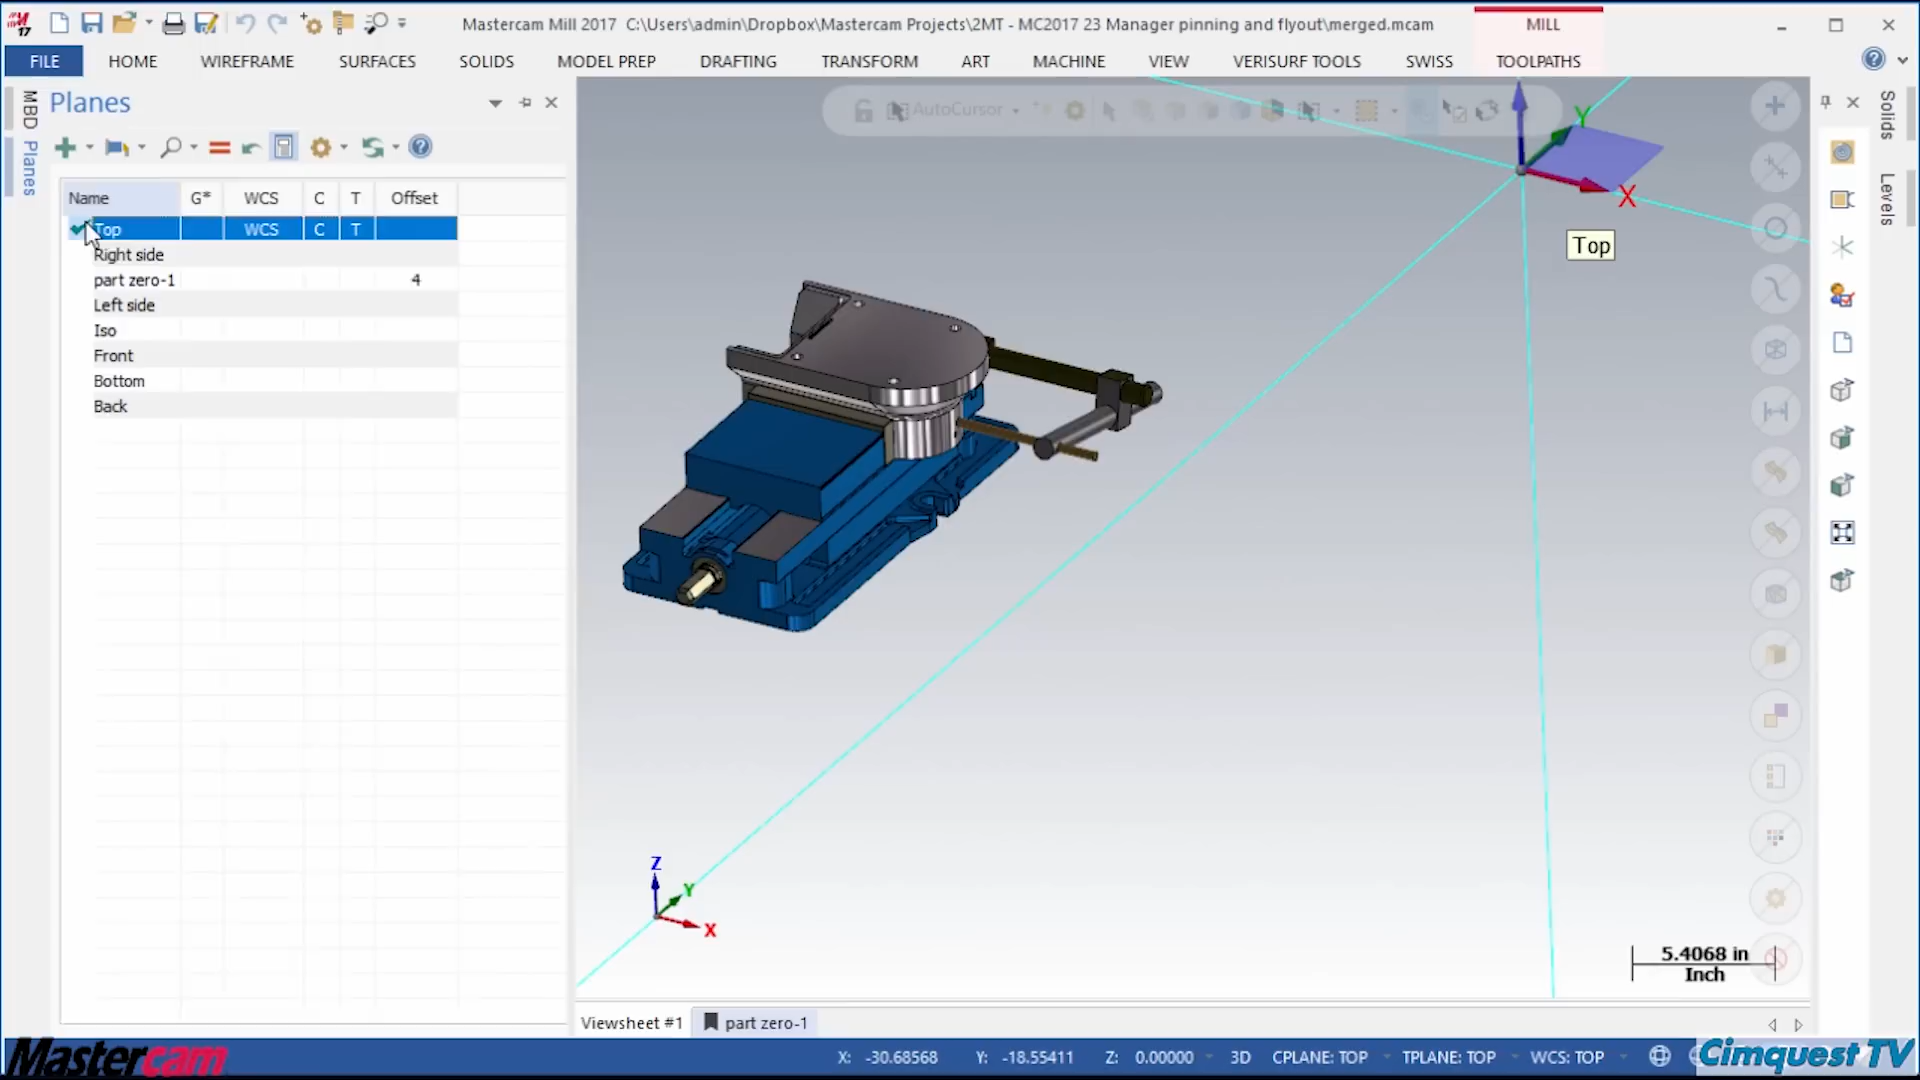 17
Mastercam Mill 2017 C:\Users\admin\Dropbox\Mastercam Projects\2MT - MC2017 23 Manager pinning and flyout\merged.mcam
MILL
FILE HOME WIREFRAME SURFACES SOLIDS MODEL PREP DRAFTING TRANSFORM ART MACHINE VIEW VERISURF TOOLS SWISS TOOLPATHS
MBD
Planes
Planes
Name G* WCS C T Offset
Top WCS C T
Right side
part zero-1 4
Left side
Iso
Front
Bottom
Back
AutoCursor
Y
X
Top
Solids
Levels
Z
Y
X
5.4068 in
Inch
Viewsheet #1 part zero-1
X: -30.68568 Y: -18.55411 Z: 0.00000 3D CPLANE: TOP TPLANE: TOP WCS: TOP
Mastercam
Cimquest TV